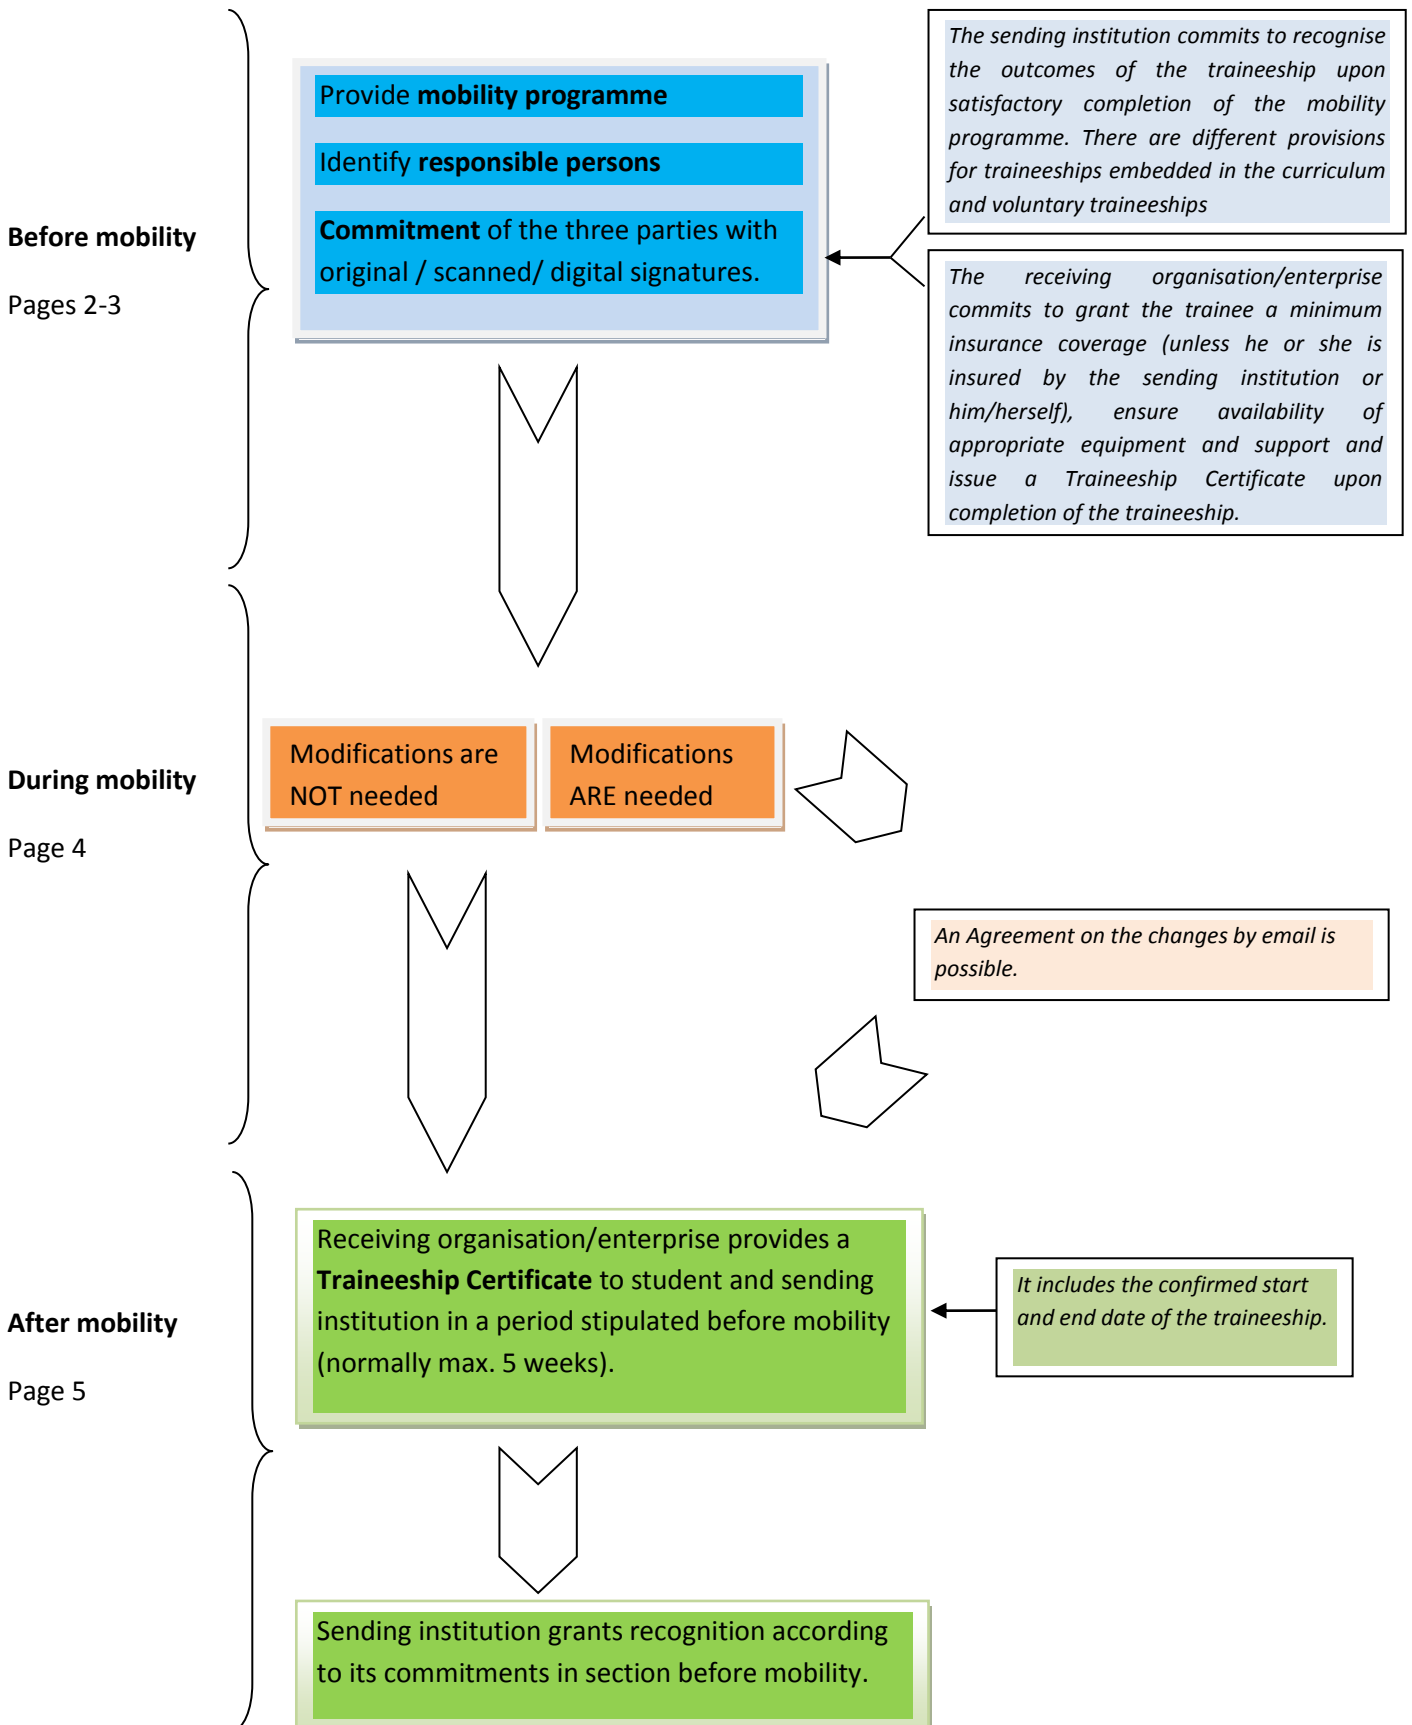 Before mobility
Pages 2-3
Provide mobility programme
Identify responsible persons
Commitment of the three parties with
original / scanned/ digital signatures.
The sending institution commits to recognise
the outcomes of the traineeship upon
satisfactory completion of the mobility
programme. There are different provisions
for traineeships embedded in the curriculum
and voluntary traineeships
The receiving organisation/enterprise
commits to grant the trainee a minimum
insurance coverage (unless he or she is
insured by the sending institution or
him/herself), ensure availability of
appropriate equipment and support and
issue a Traineeship Certificate upon
completion of the traineeship.
During mobility
Page 4
Modifications are
NOT needed
Modifications
ARE needed
An Agreement on the changes by email is
possible.
After mobility
Page 5
Receiving organisation/enterprise provides a
Traineeship Certificate to student and sending
institution in a period stipulated before mobility
(normally max. 5 weeks).
It includes the confirmed start
and end date of the traineeship.
Sending institution grants recognition according
to its commitments in section before mobility.